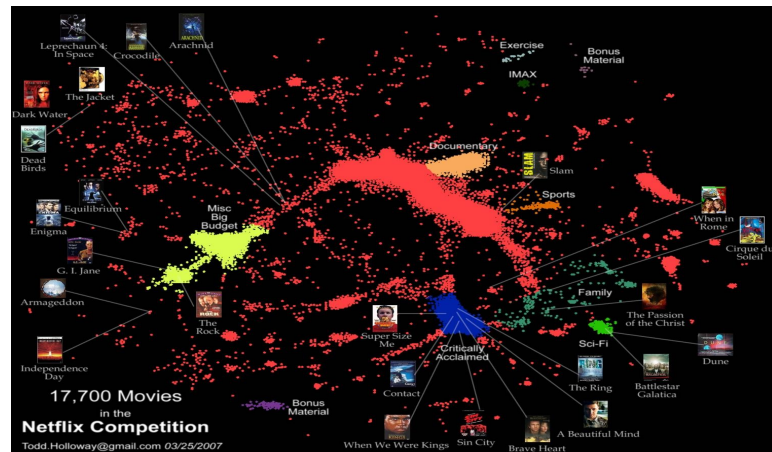 Leprechaun 4:
In Space
Crocodile
Arachnid
Exercise
Bonus
Material
IMAX
The Jacket
Dark Water
Dead
Birds
Documentary
SLAM
Slam
Sports
Equilibrium
Misc
Big
Budget
Enigma
When in
Rome
Cirque du
Soleil
G. I. Jane
Family
Armageddon
The
Rock
The Passion
of the Christ
Super Size
Me
Critically
Acclaimed
Sci-Fi
Independence
Day
Contact
The Ring
Battlestar
Galatica
Dune
17,700 Movies
in the
Netflix Competition
Todd.Holloway@gmail.com 03/25/2007
Bonus
Material
When We Were Kings
Sin City
Brave Heart
A Beautiful Mind